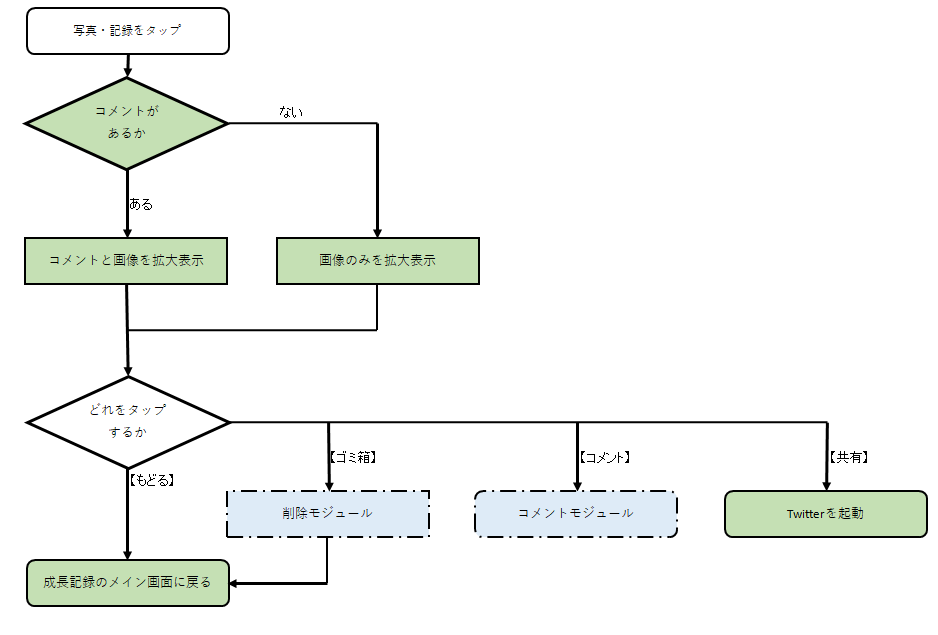 写真・記録をタップ
コメントが
あるか
ない
ある
コメントと画像を拡大表示
画像のみを拡大表示
どれをタップ
するか
【ゴミ箱】
【コメント】
【共有】
【もどる】
削除モジュール
コメントモジュール
Twitterを起動
成長記録のメイン画面に戻る